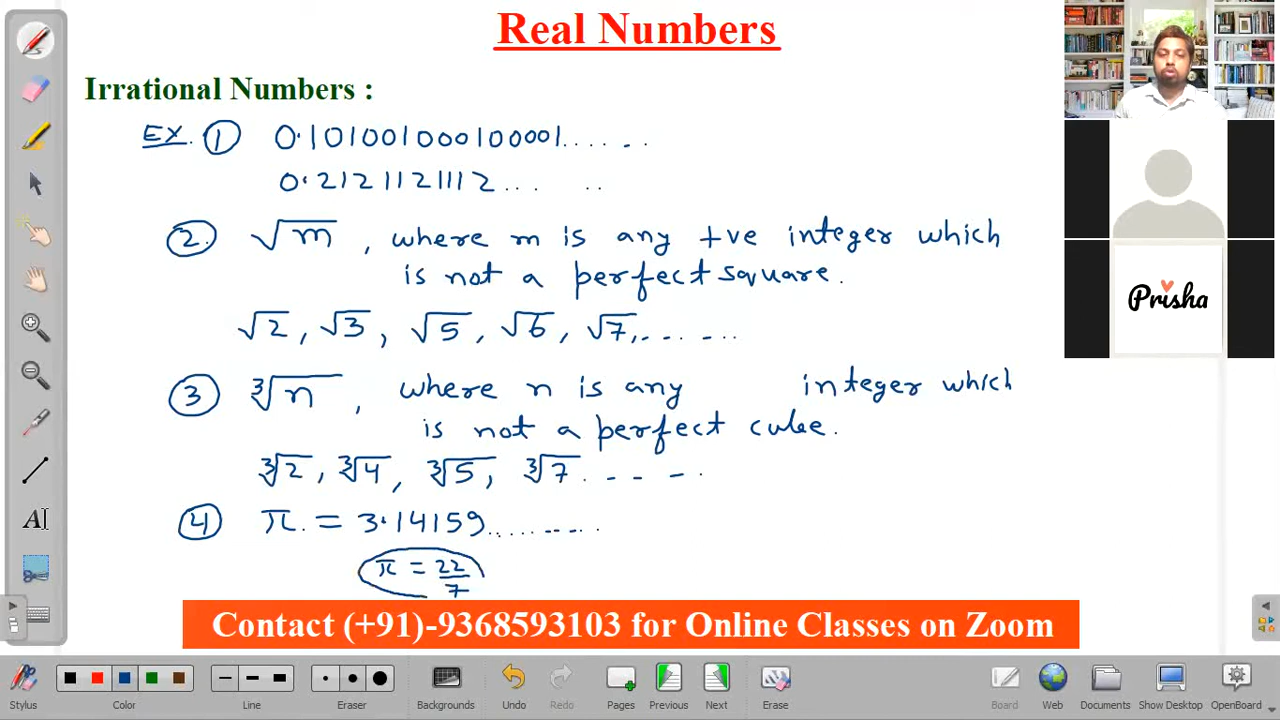 Real Numbers
Irrational Numbers :
EX. ① 0.101001000100001...... 
0.2121121112... ..
② √m , where m is any +ve integer which
is not a perfect square.
√2, √3, √5, √6, √7,-------
③ ∛n , where n is any integer which
is not a perfect cube.
∛2, ∛4, ∛5, ∛7.----.
④ π = 3.14159.........
π = 22/7
Prisha
Contact (+91)-9368593103 for Online Classes on Zoom
Stylus Color Line Eraser Backgrounds Undo Redo Pages Previous Next Erase Board Web Documents Show Desktop OpenBoard